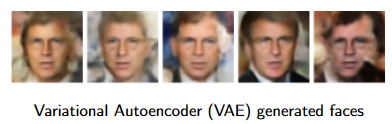 Variational Autoencoder (VAE) generated faces